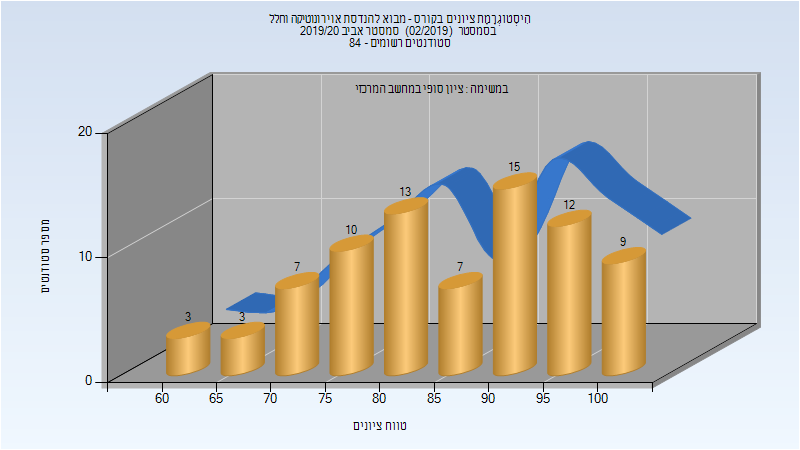 היסטוגרמת ציונים בקורס - מבוא להנדסת אוירונוטיקה וחלל
בסמסטר (02/2019) סמסטר אביב 2019/20
סטודנטים רשומים - 84
במשימה : ציון סופי במחשב המרכזי
20
10
0
מספר סטודנטים
3
3
7
10
13
7
15
12
9
60 65 70 75 80 85 90 95 100
טווח ציונים